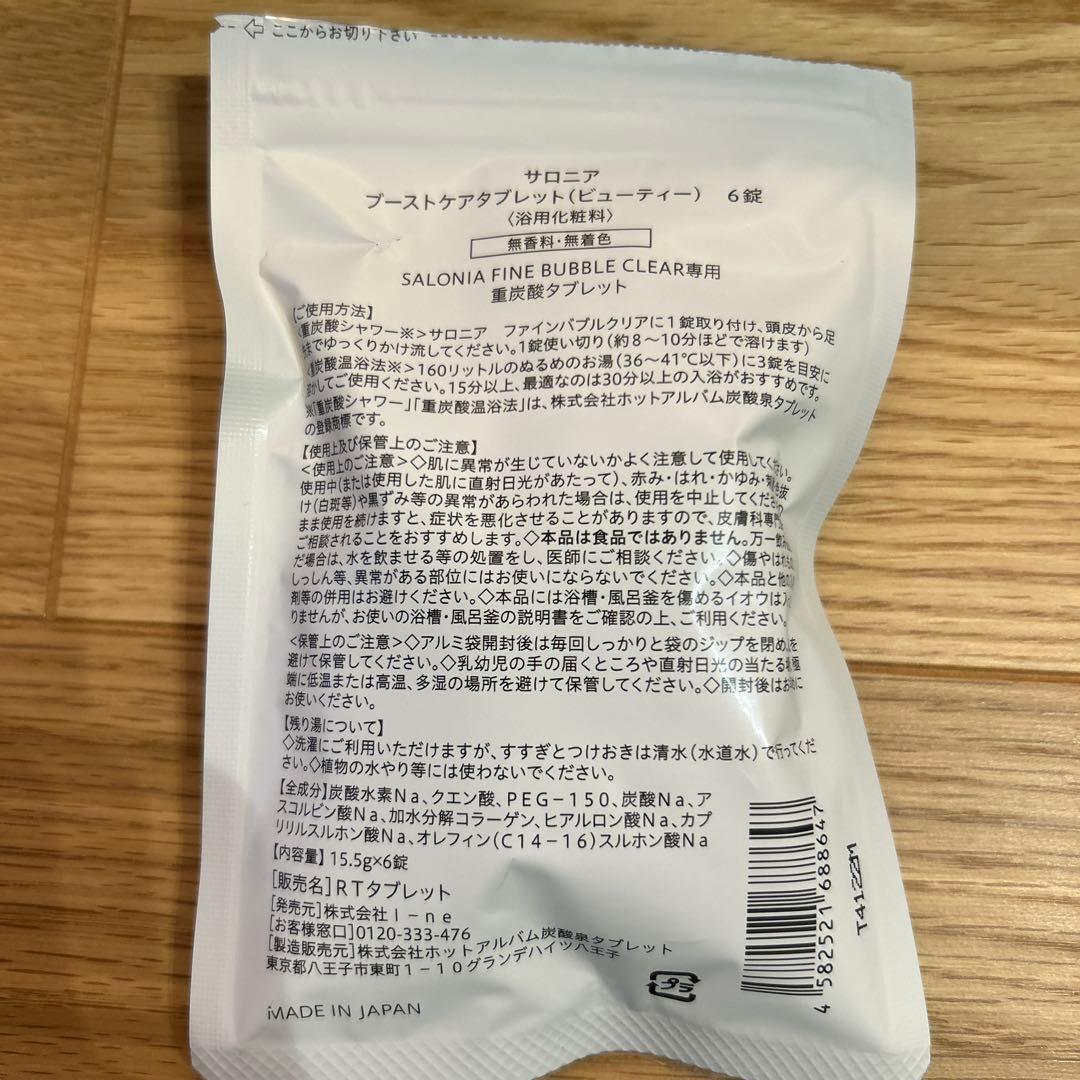 ここからお切り下さい
サロニア
ブーストケアタブレット（ビューティー）　6錠
〈浴用化粧料〉
無香料・無着色
SALONIA FINE BUBBLE CLEAR専用
重炭酸タブレット
【ご使用方法】
重炭酸シャワー※＞サロニア　ファインバブルクリアに1錠取り付け、頭皮から足
までゆっくりかけ流してください。1錠使い切り（約8～10分ほどで溶けます）
炭酸温浴法※＞160リットルのぬるめのお湯（36～41℃以下）に3錠を目安に
かしてご使用ください。15分以上、最適なのは30分以上の入浴がおすすめです。
※「重炭酸シャワー」「重炭酸温浴法」は、株式会社ホットアルバム炭酸泉タブレット
の登録商標です。
【使用上及び保管上のご注意】
＜使用上のご注意＞◇肌に異常が生じていないかよく注意して使用してください。
使用中（または使用した肌に直射日光があたって）、赤み・はれ・かゆみ・抜
け（白斑等）や黒ずみ等の異常があらわれた場合は、使用を中止してください
まま使用を続けますと、症状を悪化させることがありますので、皮膚科専門
ご相談されることをおすすめします。◇本品は食品ではありません。万一飲
だ場合は、水を飲ませる等の処置をし、医師にご相談ください。◇傷やはれもの
しっしん等、異常がある部位にはお使いにならないでください。◇本品と他の
剤等の併用はお避けください。◇本品には浴槽・風呂釜を傷めるイオウは
りませんが、お使いの浴槽・風呂釜の説明書をご確認の上、ご利用ください。
＜保管上のご注意＞◇アルミ袋開封後は毎回しっかりと袋のジップを閉め、を
避けて保管してください。◇乳幼児の手の届くところや直射日光の当たる極
端に低温または高温、多湿の場所を避けて保管してください。◇開封後はお早めに
お使いください。
【残り湯について】
◇洗濯にご利用いただけますが、すすぎとつけおきは清水（水道水）で行ってくだ
さい。◇植物の水やり等には使わないでください。
【全成分】炭酸水素Na、クエン酸、PEG－150、炭酸Na、ア
スコルビン酸Na、加水分解コラーゲン、ヒアルロン酸Na、カプ
リリルスルホン酸Na、オレフィン（C14－16）スルホン酸Na
【内容量】15.5g×6錠
［販売名］RTタブレット
［発売元］株式会社I－ne
［お客様窓口］0120-333-476
［製造販売元］株式会社ホットアルバム炭酸泉タブレット
東京都八王子市東町1－10グランデハイツ八王子
MADE IN JAPAN
プラ
4 582521 688647
T4122M